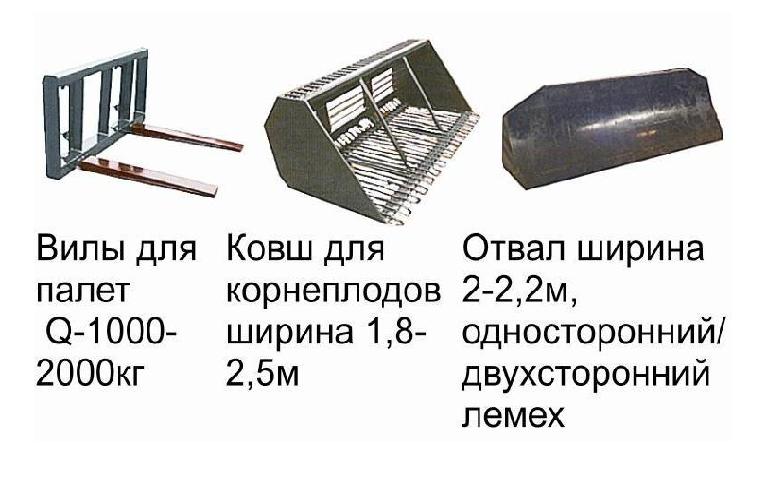 Вилы для
палет
Q-1000-
2000кг
Ковш для
корнеплодов
ширина 1,8-
2,5м
Отвал ширина
2-2,2м,
односторонний/
двухсторонний
лемех